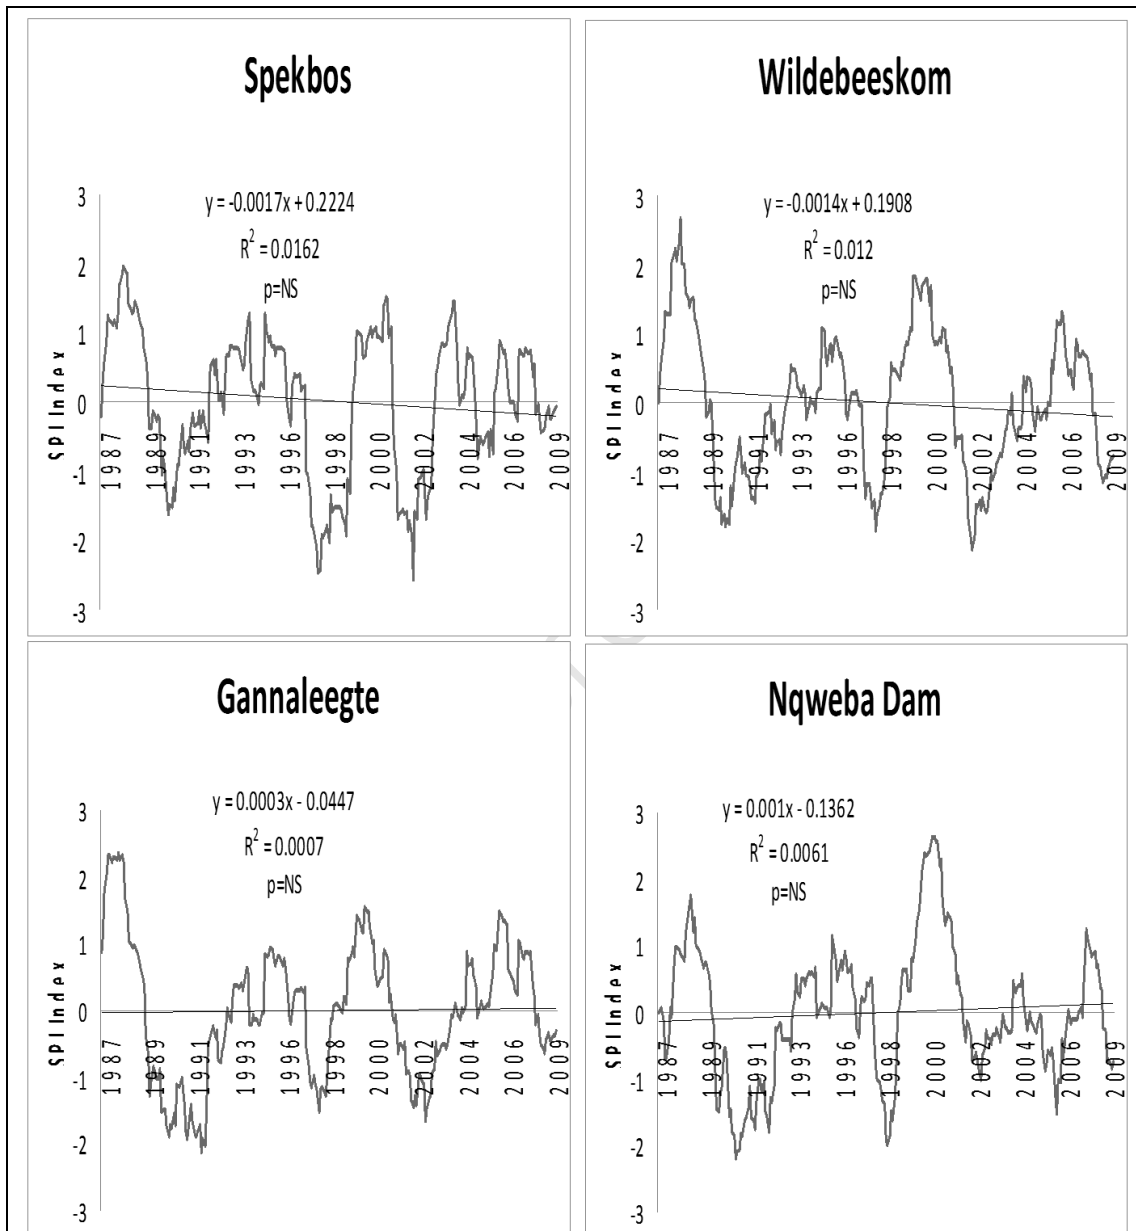 Spekbos
y = -0.0017x + 0.2224
R² = 0.0162
p=NS
3
2
1
0
-1
-2
-3
SPI Index
1987 1989 1991 1993 1996 1998 2000 2002 2004 2006 2009
Wildebeeskom
y = -0.0014x + 0.1908
R² = 0.012
p=NS
3
2
1
0
-1
-2
-3
SPI Index
1987 1989 1991 1993 1996 1998 2000 2002 2004 2006 2009
Gannaleegte
y = 0.0003x - 0.0447
R² = 0.0007
p=NS
3
2
1
0
-1
-2
-3
SPI Index
1987 1989 1991 1993 1996 1998 2000 2002 2004 2006 2009
Nqweba Dam
y = 0.001x - 0.1362
R² = 0.0061
p=NS
3
2
1
0
-1
-2
-3
SPI Index
1987 1989 1991 1993 1996 1998 2000 2002 2004 2006 2009